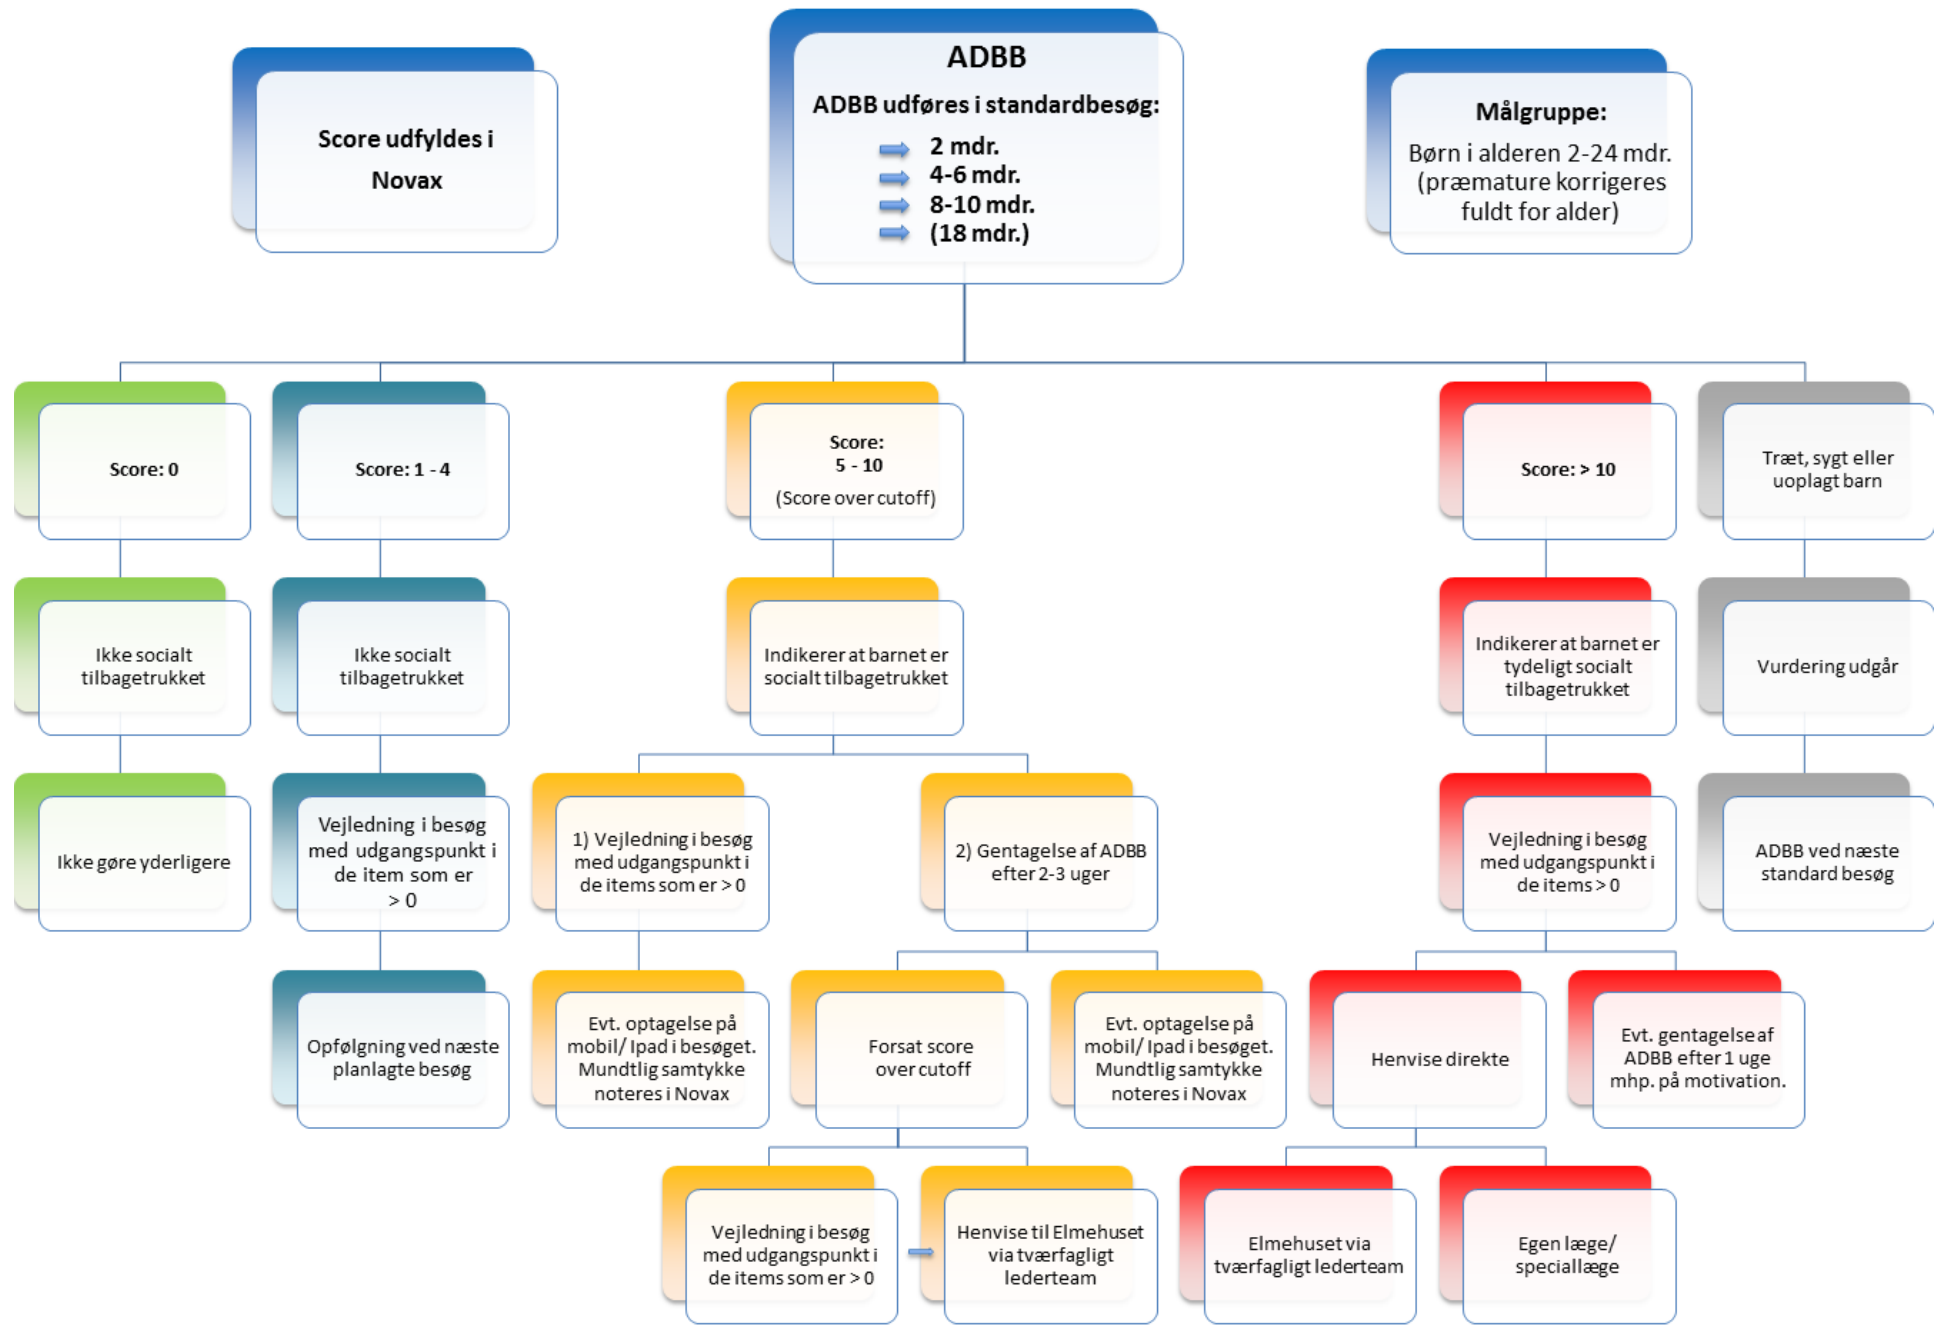 Score udfyldes i
Novax
ADBB
ADBB udføres i standardbesøg:
2 mdr.
4-6 mdr.
8-10 mdr.
(18 mdr.)
Målgruppe:
Børn i alderen 2-24 mdr.
(præmature korrigeres
fuldt for alder)
Score: 0
Score: 1 - 4
Score:
5 - 10
(Score over cutoff)
Score: > 10
Træt, sygt eller
uoplagt barn
Ikke socialt
tilbagetrukket
Ikke socialt
tilbagetrukket
Indikerer at barnet er
socialt tilbagetrukket
Indikerer at barnet er
tydeligt socialt
tilbagetrukket
Vurdering udgår
Ikke gøre yderligere
Vejledning i besøg
med udgangspunkt i
de item som er
> 0
1) Vejledning i besøg
med udgangspunkt i
de items som er > 0
2) Gentagelse af ADBB
efter 2-3 uger
Vejledning i besøg
med udgangspunkt i
de items > 0
ADBB ved næste
standard besøg
Opfølgning ved næste
planlagte besøg
Evt. optagelse på
mobil/ Ipad i besøget.
Mundtlig samtykke
noteres i Novax
Forsat score
over cutoff
Evt. optagelse på
mobil/ Ipad i besøget.
Mundtlig samtykke
noteres i Novax
Henvise direkte
Evt. gentagelse af
ADBB efter 1 uge
mhp. på motivation.
Vejledning i besøg
med udgangspunkt i
de items som er > 0
Henvise til Elmehuset
via tværfagligt
lederteam
Elmehuset via
tværfagligt lederteam
Egen læge/
speciallæge